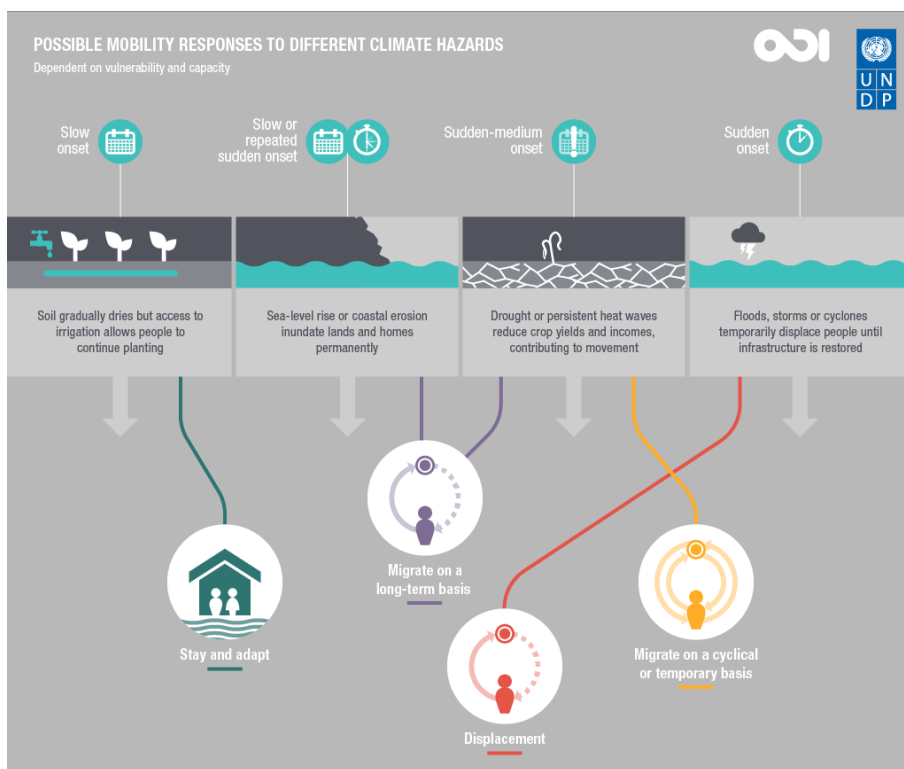 POSSIBLE MOBILITY RESPONSES TO DIFFERENT CLIMATE HAZARDS
Dependent on vulnerability and capacity
ODI
U N
D P
Slow
onset
Slow or
repeated
sudden onset
Sudden-medium
onset
Sudden
onset
Soil gradually dries but access to
irrigation allows people to
continue planting
Sea-level rise or coastal erosion
inundate lands and homes
permanently
Drought or persistent heat waves
reduce crop yields and incomes,
contributing to movement
Floods, storms or cyclones
temporarily displace people until
infrastructure is restored
Migrate on a
long-term basis
Stay and adapt
Migrate on a cyclical
or temporary basis
Displacement